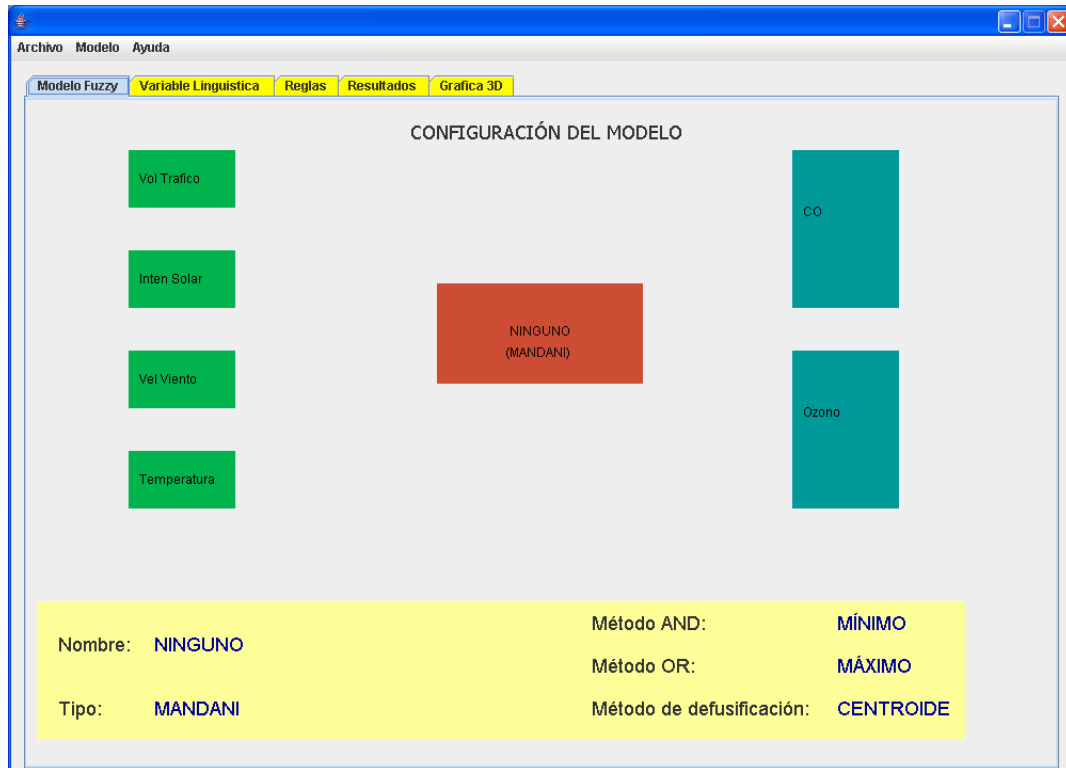 Archivo Modelo Ayuda
Modelo Fuzzy Variable Linguistica Reglas Resultados Grafica 3D
CONFIGURACIÓN DEL MODELO
Vol Trafico
Inten Solar
Vel Viento
Temperatura
NINGUNO
(MANDANI)
CO
Ozono
Nombre: NINGUNO
Tipo: MANDANI
Método AND: MÍNIMO
Método OR: MÁXIMO
Método de defusificación: CENTROIDE